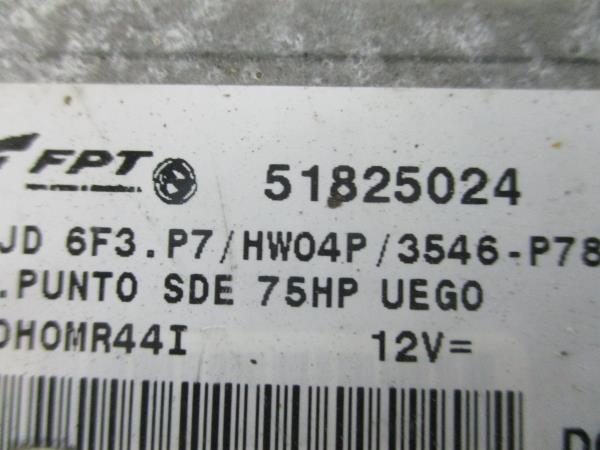 FPT 51825024
JD 6F3.P7/HW04P/3546-P78
.PUNTO SDE 75HP UEGO
DHOMR44I 12V=